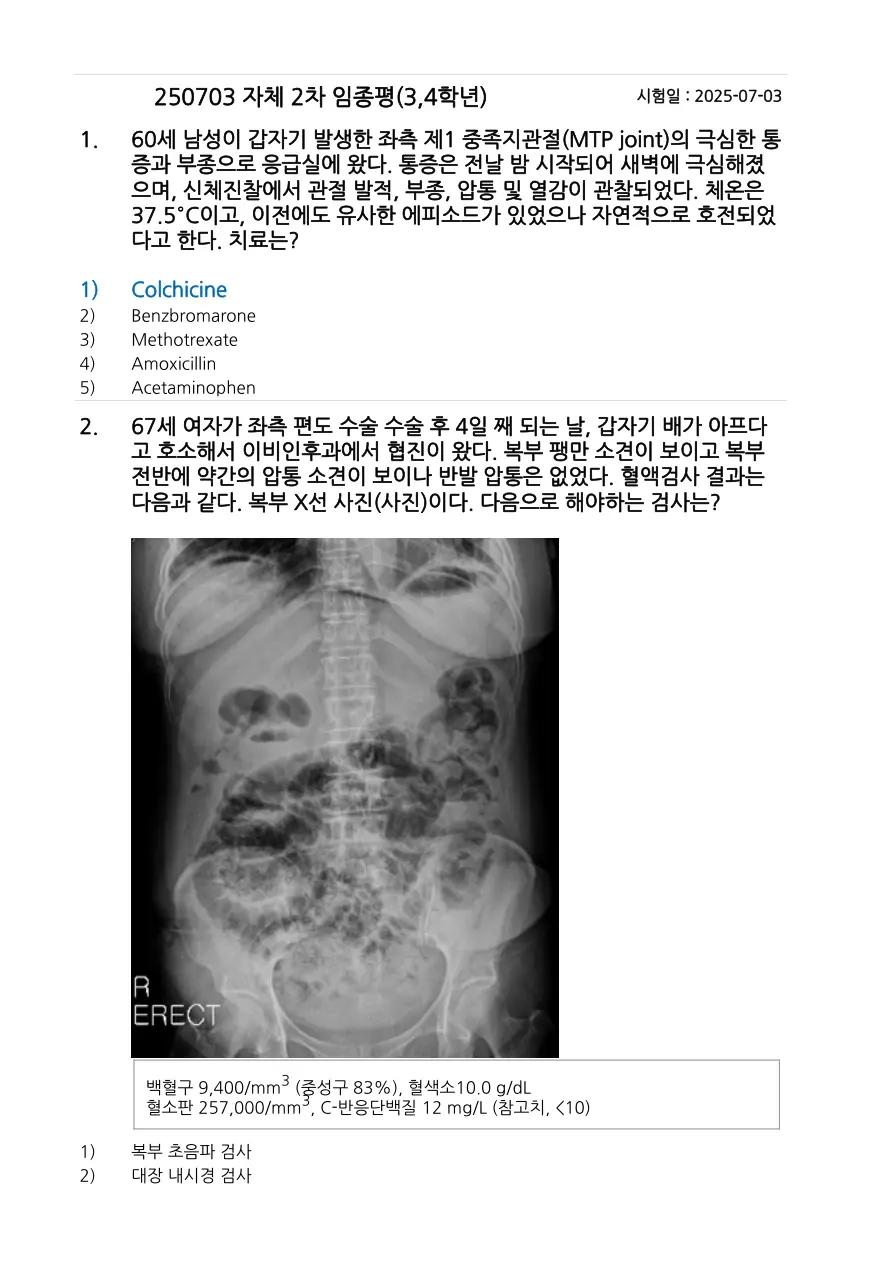 250703 자체 2차 임종평(3,4학년) 시험일 : 2025-07-03
1. 60세 남성이 갑자기 발생한 좌측 제1 중족지관절(MTP joint)의 극심한 통
증과 부종으로 응급실에 왔다. 통증은 전날 밤 시작되어 새벽에 극심해졌
으며, 신체진찰에서 관절 발적, 부종, 압통 및 열감이 관찰되었다. 체온은
37.5°C이고, 이전에도 유사한 에피소드가 있었으나 자연적으로 호전되었
다고 한다. 치료는?
1) Colchicine
2) Benzbromarone
3) Methotrexate
4) Amoxicillin
5) Acetaminophen
2. 67세 여자가 좌측 편도 수술 수술 후 4일 째 되는 날, 갑자기 배가 아프다
고 호소해서 이비인후과에서 협진이 왔다. 복부 팽만 소견이 보이고 복부
전반에 약간의 압통 소견이 보이나 반발 압통은 없었다. 혈액검사 결과는
다음과 같다. 복부 X선 사진(사진)이다. 다음으로 해야하는 검사는?
R
ERECT
백혈구 9,400/mm³ (중성구 83%), 혈색소10.0 g/dL
혈소판 257,000/mm³, C-반응단백질 12 mg/L (참고치, <10)
1) 복부 초음파 검사
2) 대장 내시경 검사